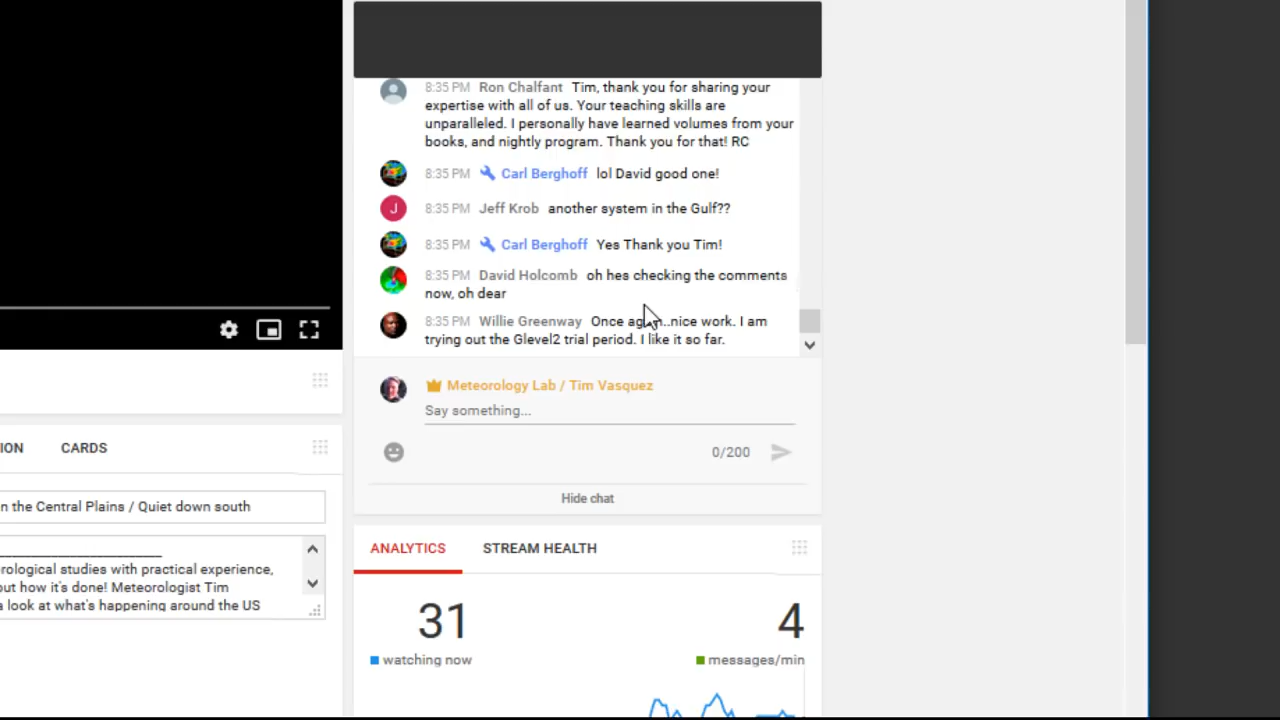 8:35 PM Ron Chalfant Tim, thank you for sharing your
expertise with all of us. Your teaching skills are
unparalleled. I personally have learned volumes from your
books, and nightly program. Thank you for that! RC
8:35 PM Carl Berghoff lol David good one!
J 8:35 PM Jeff Krob another system in the Gulf??
8:35 PM Carl Berghoff Yes Thank you Tim!
8:35 PM David Holcomb oh hes checking the comments
now, oh dear
8:35 PM Willie Greenway Once again..nice work. I am
trying out the Glevel2 trial period. I like it so far.
Meteorology Lab / Tim Vasquez
Say something...
0/200
Hide chat
ION CARDS
n the Central Plains / Quiet down south
rological studies with practical experience,
out how it's done! Meteorologist Tim
a look at what's happening around the US
ANALYTICS STREAM HEALTH
31 4
watching now messages/min